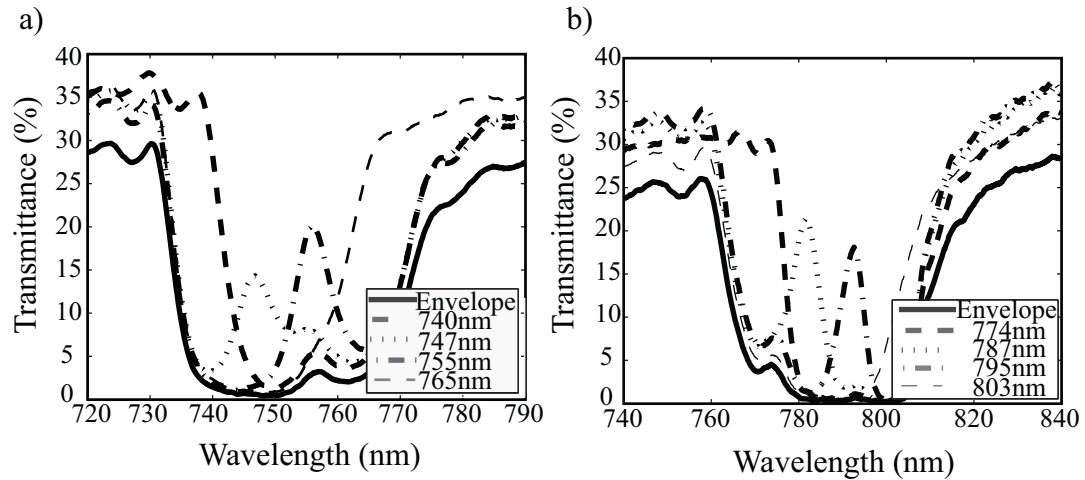 a)
40
35
30
25
20
15
10
5
0
Transmittance (%)
720 730 740 750 760 770 780 790
Wavelength (nm)
Envelope
740nm
747nm
755nm
765nm
b)
40
35
30
25
20
15
10
5
0
Transmittance (%)
740 760 780 800 820 840
Wavelength (nm)
Envelope
774nm
787nm
795nm
803nm